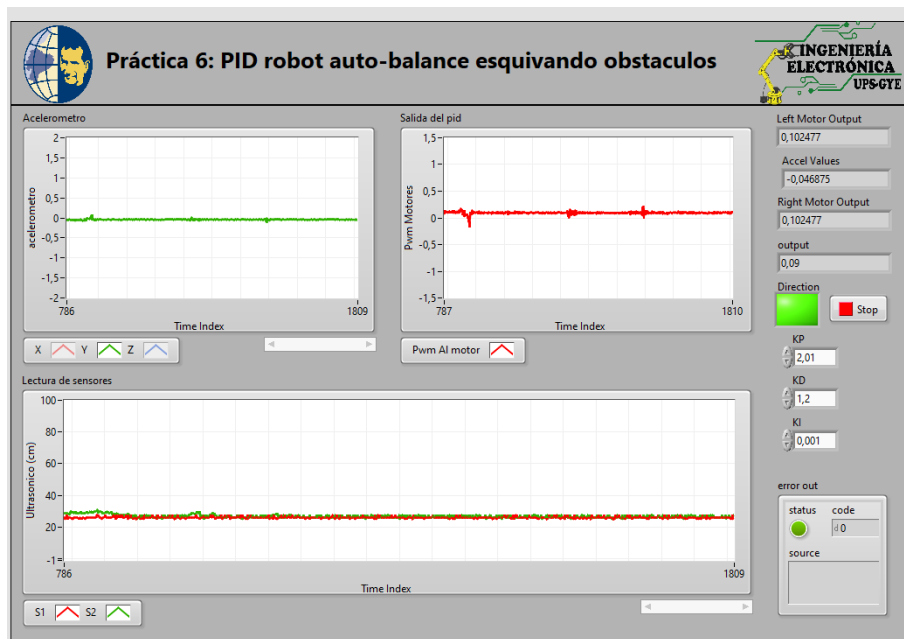 Práctica 6: PID robot auto-balance esquivando obstaculos
INGENIERÍA
ELECTRÓNICA
UPS-GYE
Acelerometro
acelerometro
2
1,5
1
0,5
0
-0,5
-1
-1,5
-2
786
1809
Time Index
X Y Z
Salida del pid
Pwm Motores
1,5
1
0,5
0
-0,5
-1
-1,5
787
1810
Time Index
Pwm Al motor
Left Motor Output
0,102477
Accel Values
-0,046875
Right Motor Output
0,102477
output
0,09
Direction
Stop
KP
2,01
KD
1,2
KI
0,001
Lectura de sensores
Ultrasonico (cm)
100
80
60
40
20
-1
786
1809
Time Index
S1 S2
error out
status code
d 0
source